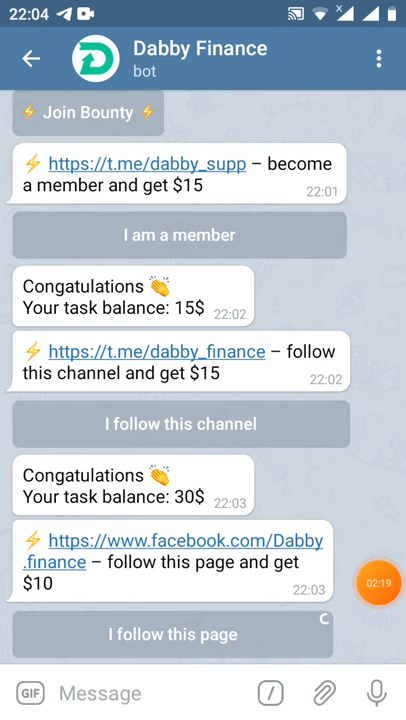 22:04
Dabby Finance
bot
⚡ Join Bounty ⚡
⚡ https://t.me/dabby_supp – become
a member and get $15
22:01
I am a member
Congatulations 👏
Your task balance: 15$ 22:02
⚡ https://t.me/dabby_finance – follow
this channel and get $15
22:02
I follow this channel
Congatulations 👏
Your task balance: 30$ 22:03
⚡ https://www.facebook.com/Dabby
.finance – follow this page and get
$10
22:03
02:19
I follow this page
GIF Message /